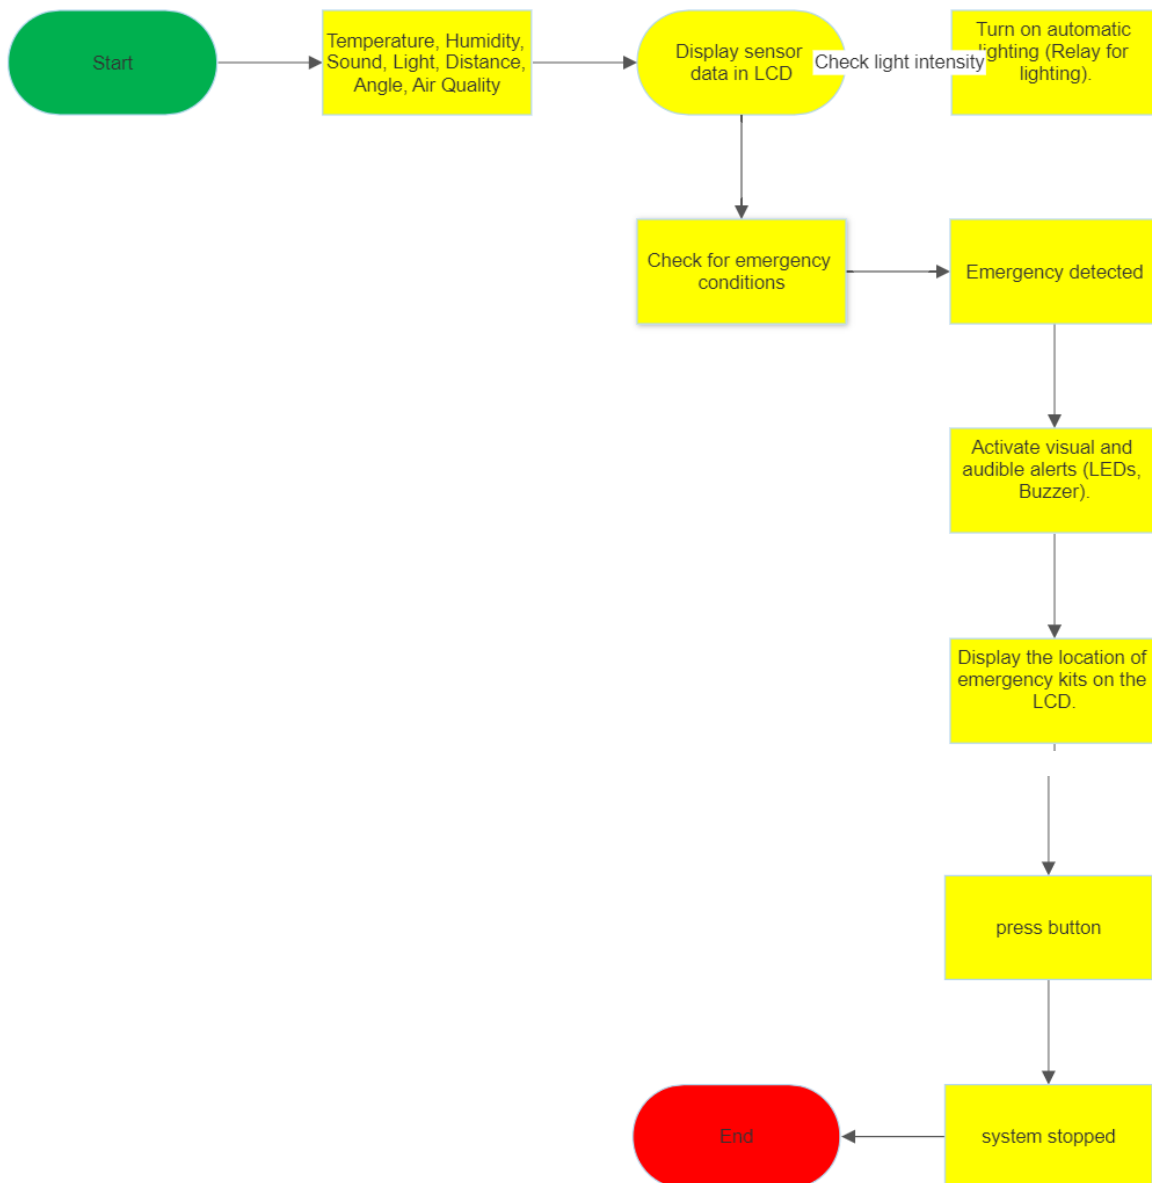 Start
Temperature, Humidity,
Sound, Light, Distance,
Angle, Air Quality
Display sensor
data in LCD
Check light intensity
Turn on automatic
lighting (Relay for
lighting).
Check for emergency
conditions
Emergency detected
Activate visual and
audible alerts (LEDs,
Buzzer).
Display the location of
emergency kits on the
LCD.
press button
system stopped
End